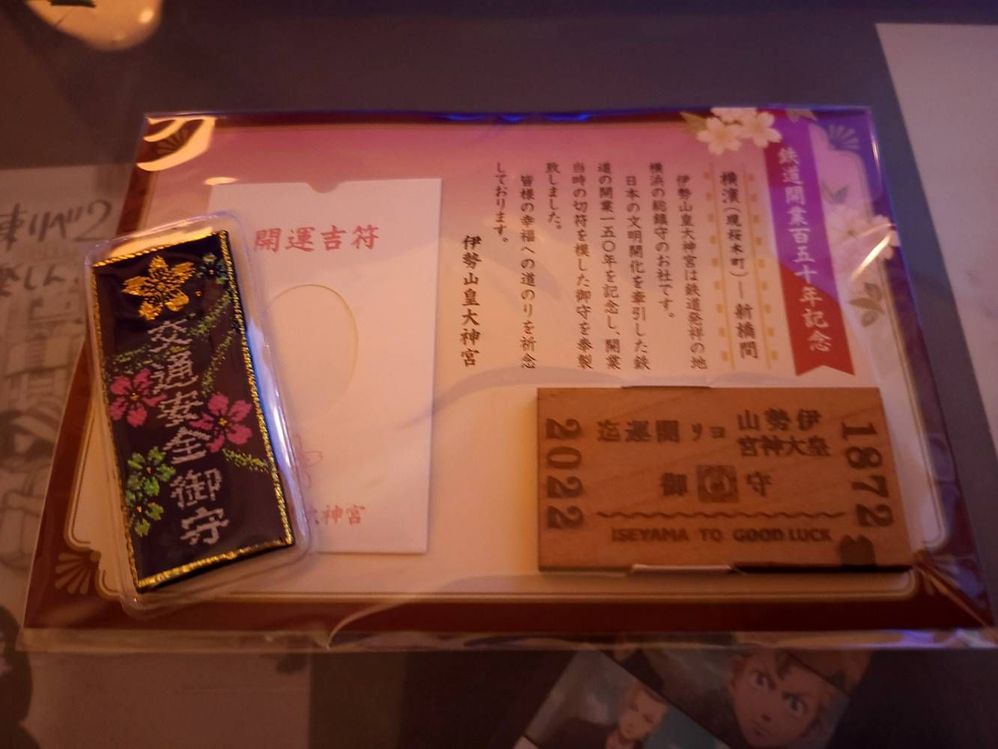 鉄道開業百五十年記念
横濱(現桜木町)―新橋間
伊勢山皇大神宮は鉄道発祥の地
横浜の総鎮守のお社です。
日本の文明開化を牽引した鉄
道の開業一五〇年を記念し、開業
当時の切符を模した御守を奉製
致しました。
皆様の幸福への道のりを祈念
しております。
伊勢山皇大神宮
開運吉符
大神宮
交通安全御守
1872
伊勢山
皇大神宮
ヨリ
開運迄
御守
2022
ISEYAMA TO GOOD LUCK